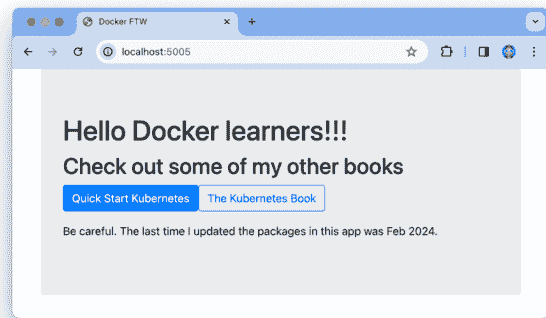 Docker FTW
localhost:5005
Hello Docker learners!!!
Check out some of my other books
Quick Start Kubernetes The Kubernetes Book
Be careful. The last time I updated the packages in this app was Feb 2024.